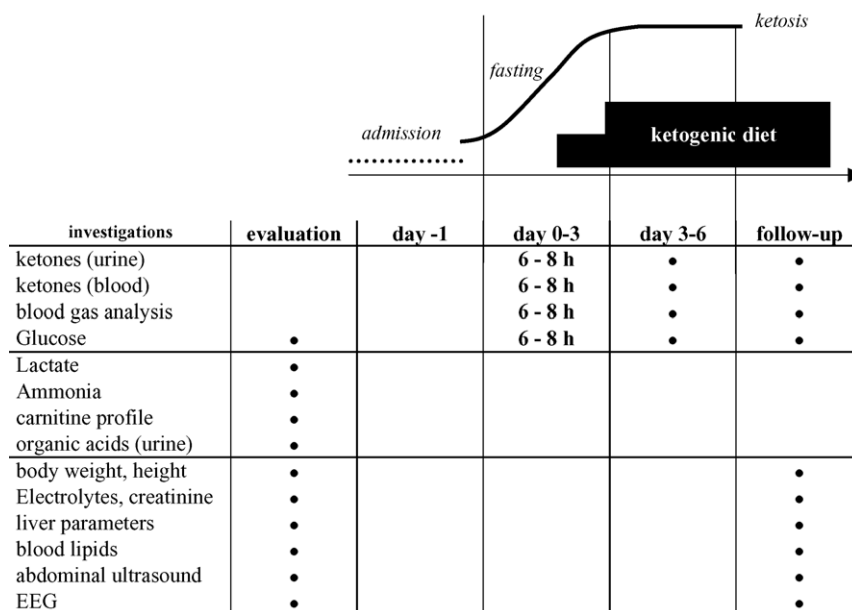 ketosis
fasting
admission
ketogenic diet
investigations evaluation day -1 day 0-3 day 3-6 follow-up
ketones (urine) 6 - 8 h • •
ketones (blood) 6 - 8 h • •
blood gas analysis 6 - 8 h • •
Glucose • 6 - 8 h • •
Lactate •
Ammonia •
carnitine profile •
organic acids (urine) •
body weight, height • •
Electrolytes, creatinine • •
liver parameters • •
blood lipids • •
abdominal ultrasound • •
EEG • •